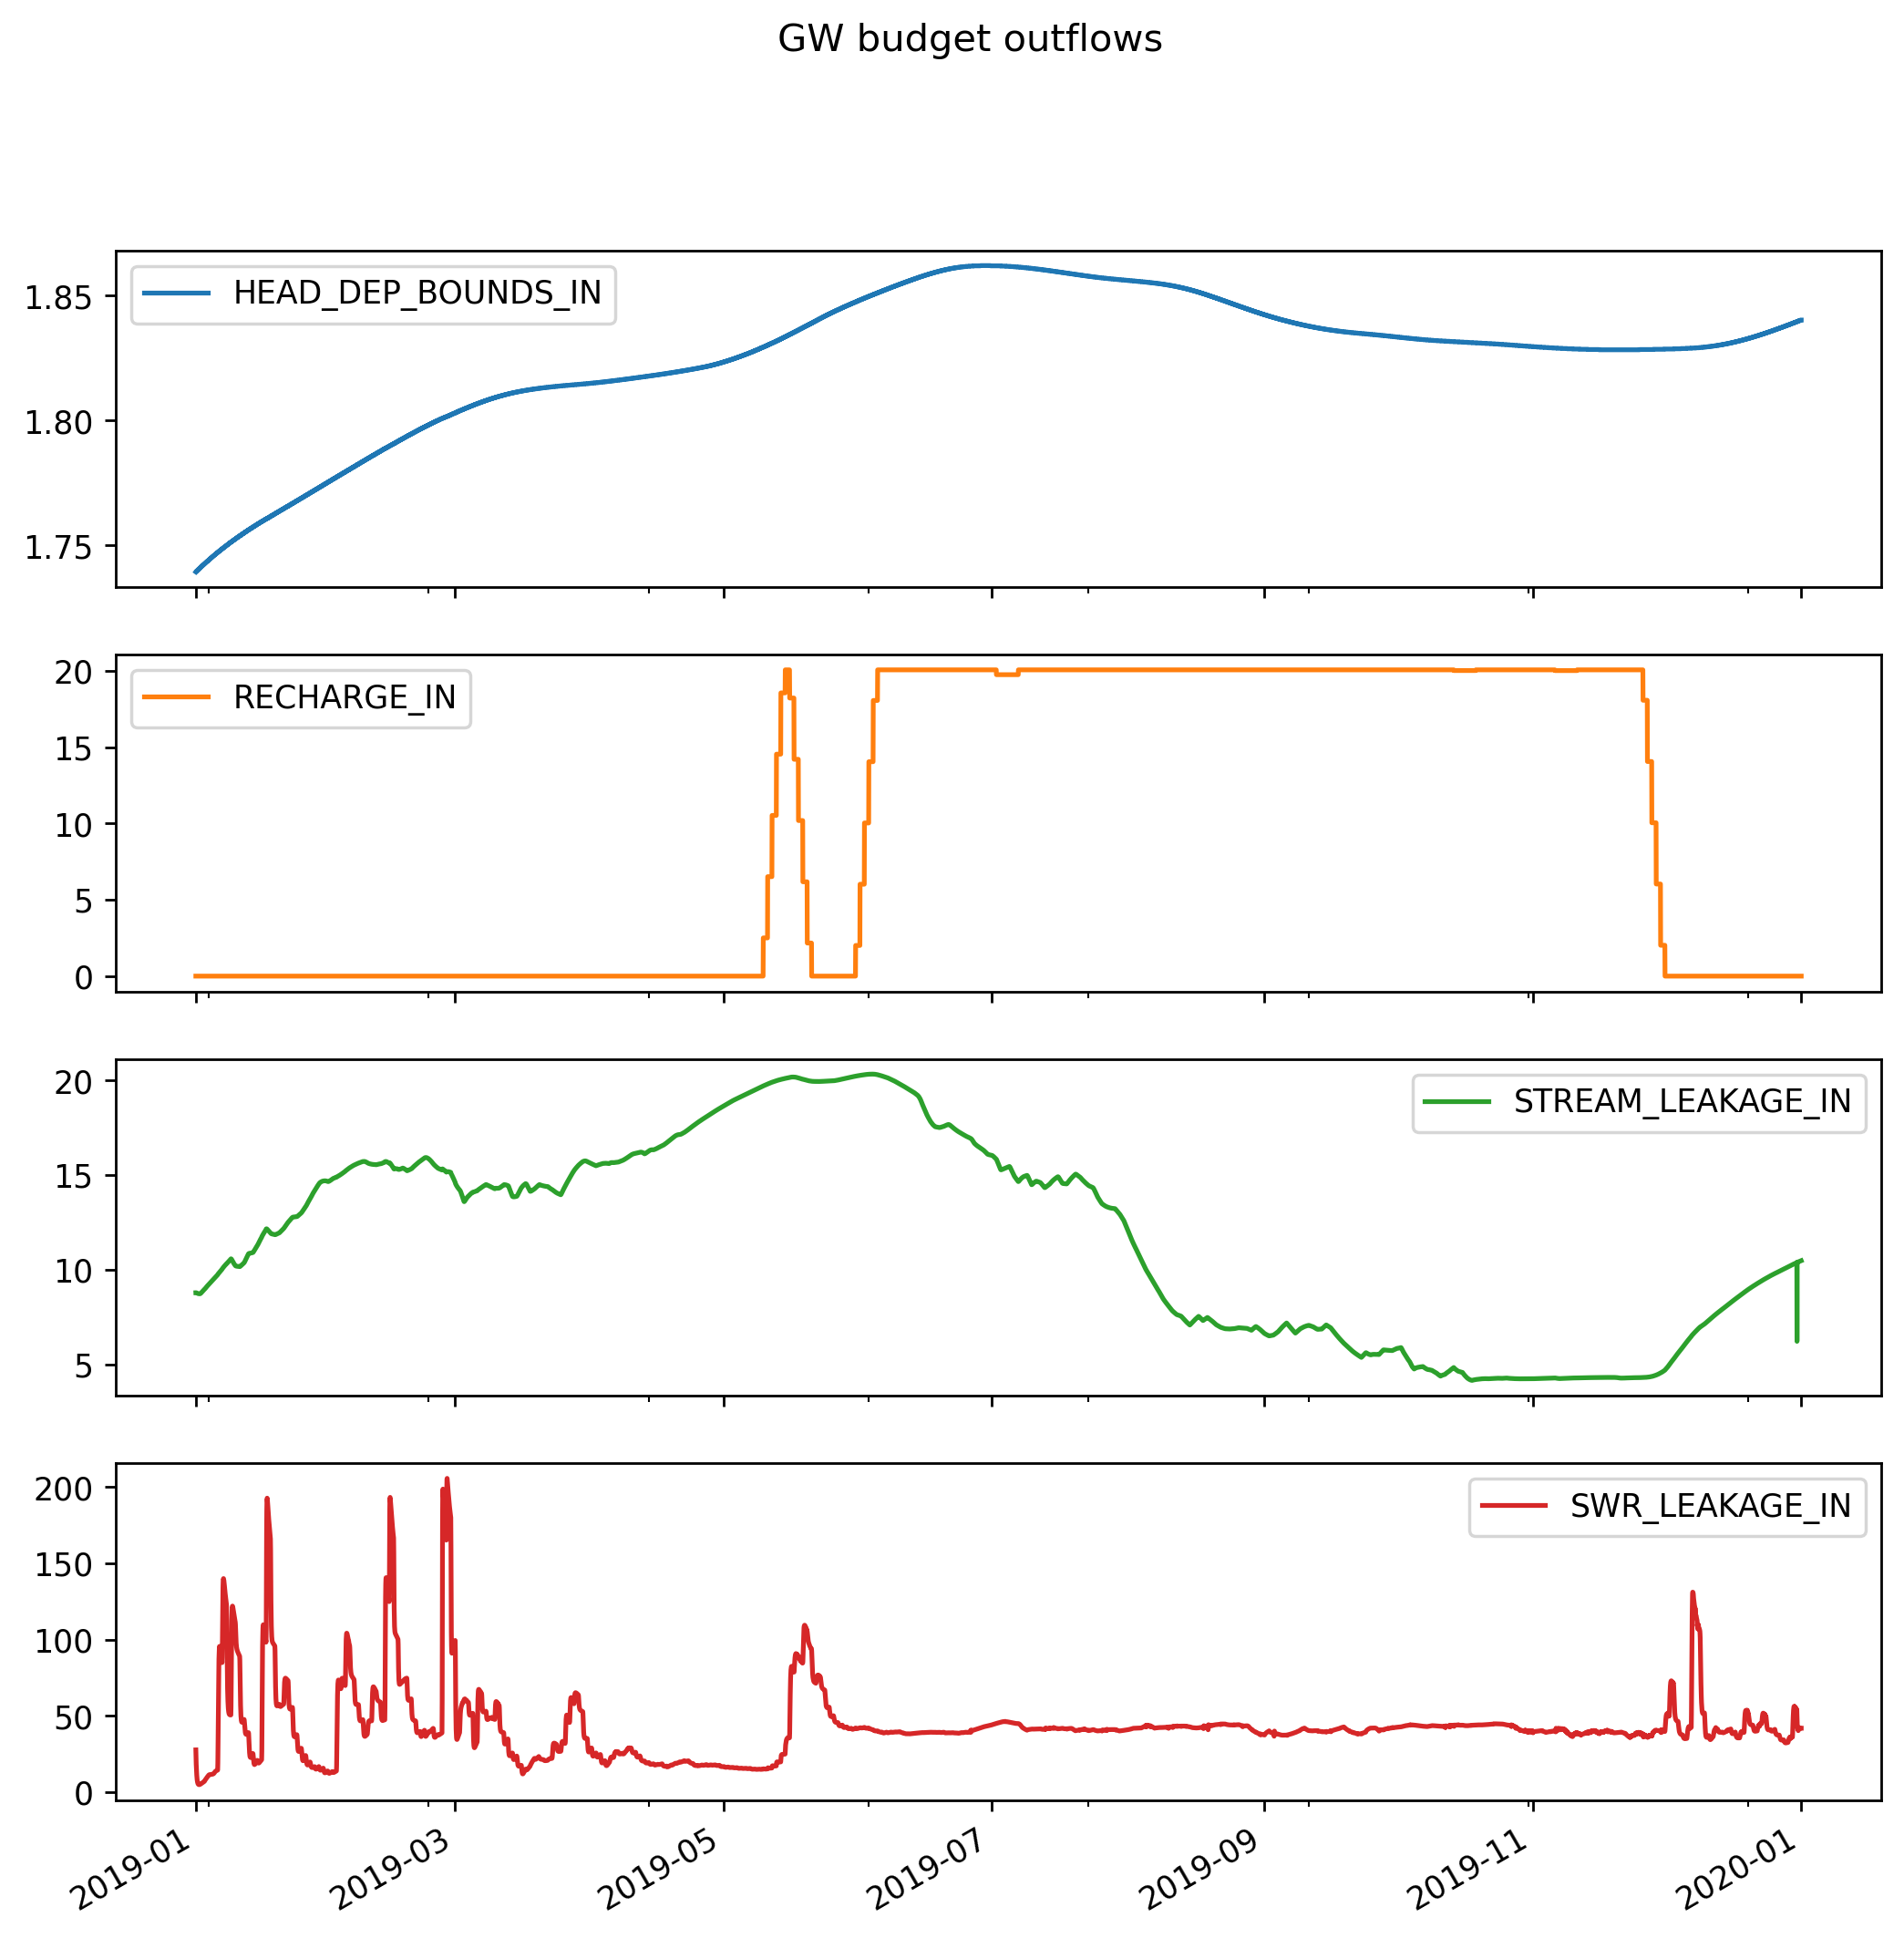 GW budget outflows
HEAD_DEP_BOUNDS_IN
1.85
1.80
1.75
RECHARGE_IN
20
15
10
5
0
STREAM_LEAKAGE_IN
20
15
10
5
SWR_LEAKAGE_IN
200
150
100
50
0
2019-01 2019-03 2019-05 2019-07 2019-09 2019-11 2020-01